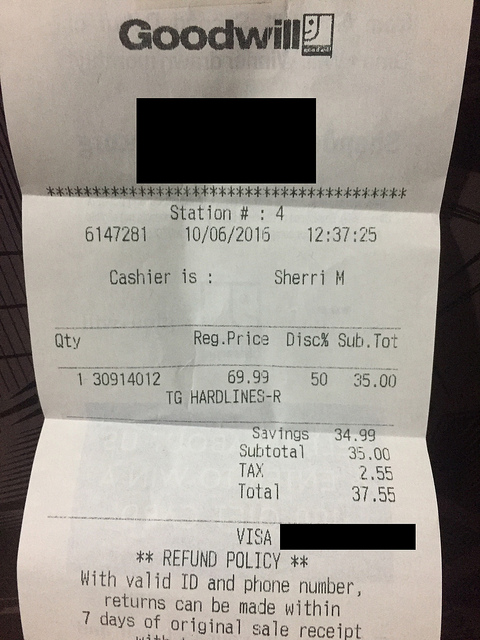 Goodwill
goodwill
****************************************
Station # : 4
6147281 10/06/2016 12:37:25
Cashier is : Sherri M
Qty Reg.Price Disc% Sub.Tot
1 30914012 69.99 50 35.00
TG HARDLINES-R
Savings 34.99
Subtotal 35.00
TAX 2.55
Total 37.55
VISA
** REFUND POLICY **
With valid ID and phone number,
returns can be made within
7 days of original sale receipt